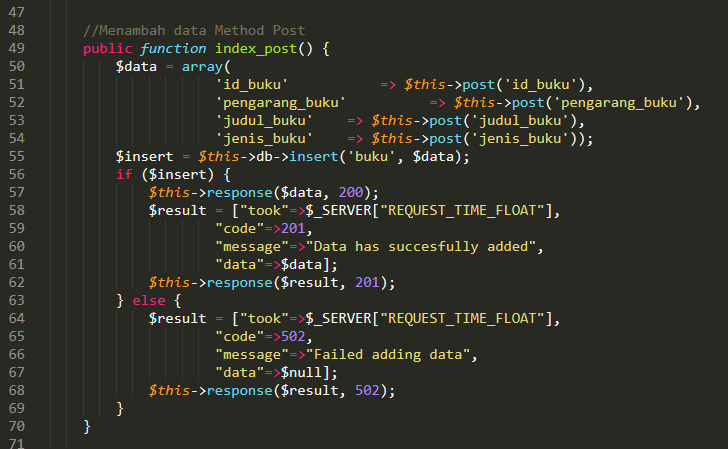 47
48 //Menambah data Method Post
49 public function index_post() {
50 $data = array(
51 'id_buku' => $this->post('id_buku'),
52 'pengarang_buku' => $this->post('pengarang_buku'),
53 'judul_buku' => $this->post('judul_buku'),
54 'jenis_buku' => $this->post('jenis_buku'));
55 $insert = $this->db->insert('buku', $data);
56 if ($insert) {
57 $this->response($data, 200);
58 $result = ["took"=>$_SERVER["REQUEST_TIME_FLOAT"],
59 "code"=>201,
60 "message"=>"Data has succesfully added",
61 "data"=>$data];
62 $this->response($result, 201);
63 } else {
64 $result = ["took"=>$_SERVER["REQUEST_TIME_FLOAT"],
65 "code"=>502,
66 "message"=>"Failed adding data",
67 "data"=>$null];
68 $this->response($result, 502);
69 }
70 }
71